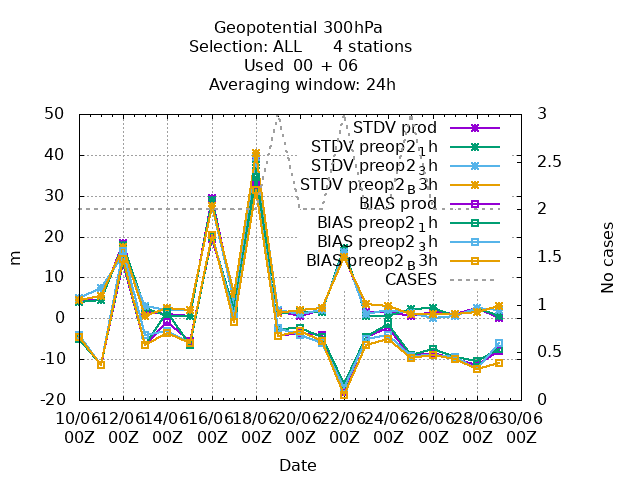 Geopotential 300hPa
Selection: ALL 4 stations
Used 00 + 06
Averaging window: 24h
50 3
STDV prod
STDV preop2_1h
40 2.5
STDV preop2_3h
STDV preop2_B3h
30 BIAS prod 2
BIAS preop2_1h
20 BIAS preop2_3h 1.5
BIAS preop2_B3h
10 CASES 1
0
-10 0.5
-20 0
m
No cases
10/06 12/06 14/06 16/06 18/06 20/06 22/06 24/06 26/06 28/06 30/06
00Z 00Z 00Z 00Z 00Z 00Z 00Z 00Z 00Z 00Z 00Z
Date